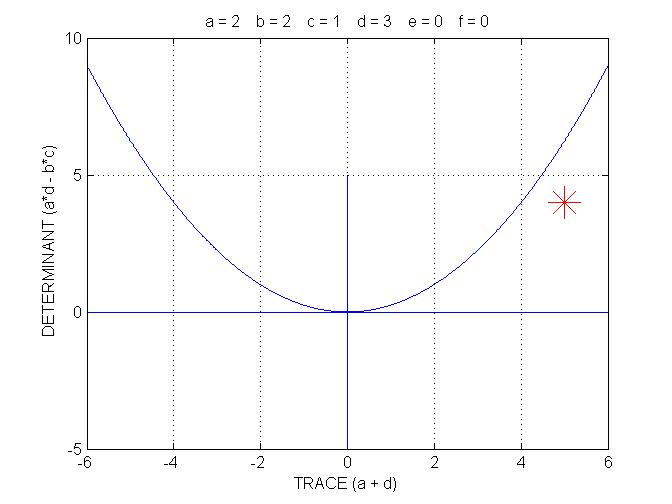 a = 2 b = 2 c = 1 d = 3 e = 0 f = 0
10
5
0
-5
DETERMINANT (a*d - b*c)
-6 -4 -2 0 2 4 6
TRACE (a + d)